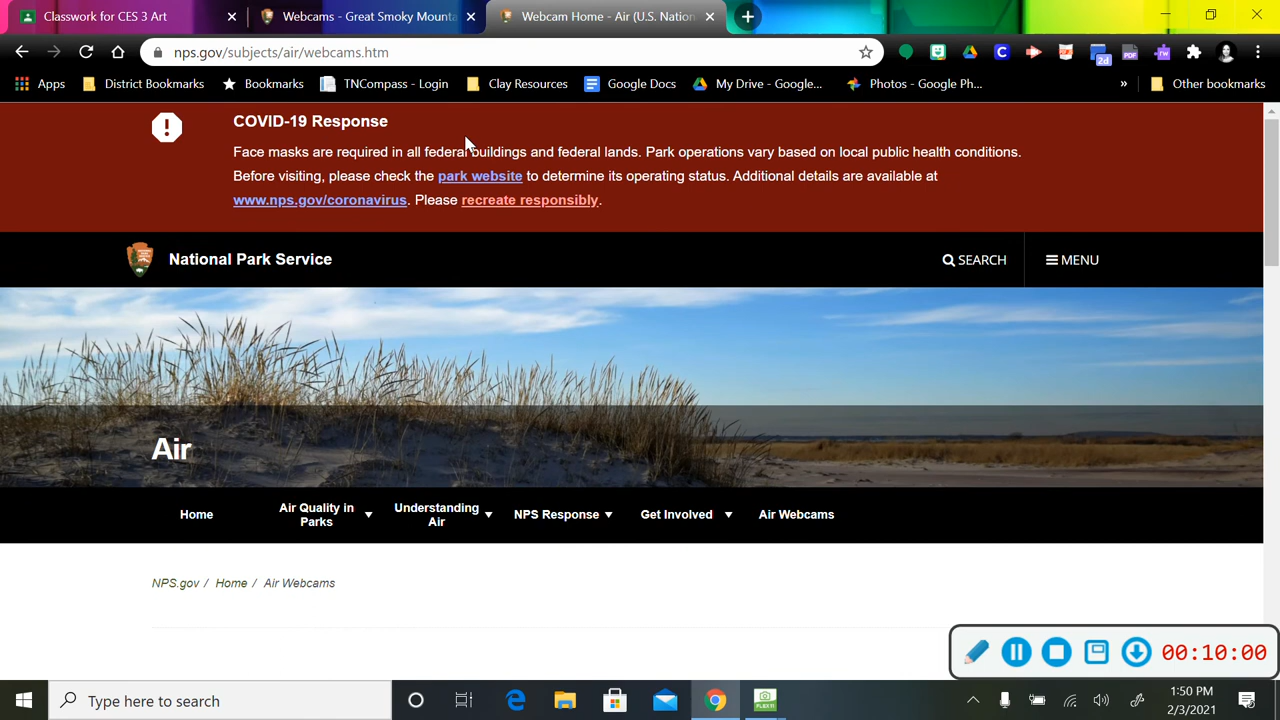 Classwork for CES 3 Art
Webcams - Great Smoky Mounta
Webcam Home - Air (U.S. Nation
nps.gov/subjects/air/webcams.htm
2d
PDF
rw
Apps
District Bookmarks
Bookmarks
TNCompass - Login
Clay Resources
Google Docs
My Drive - Google...
Photos - Google Ph...
»
Other bookmarks
COVID-19 Response
Face masks are required in all federal buildings and federal lands. Park operations vary based on local public health conditions.
Before visiting, please check the park website to determine its operating status. Additional details are available at
www.nps.gov/coronavirus. Please recreate responsibly.
National Park Service
SEARCH
MENU
Air
Home
Air Quality in
Parks
Understanding
Air
NPS Response
Get Involved
Air Webcams
NPS.gov / Home / Air Webcams
00:10:00
Type here to search
1:50 PM
2/3/2021